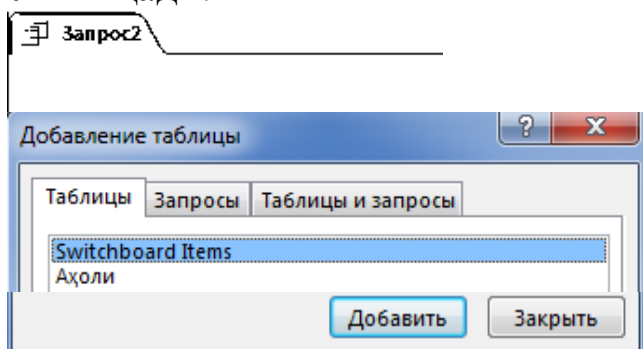 Запрос2
Добавление таблицы
Таблицы Запросы Таблицы и запросы
Switchboard Items
Аҳоли
Добавить Закрыть